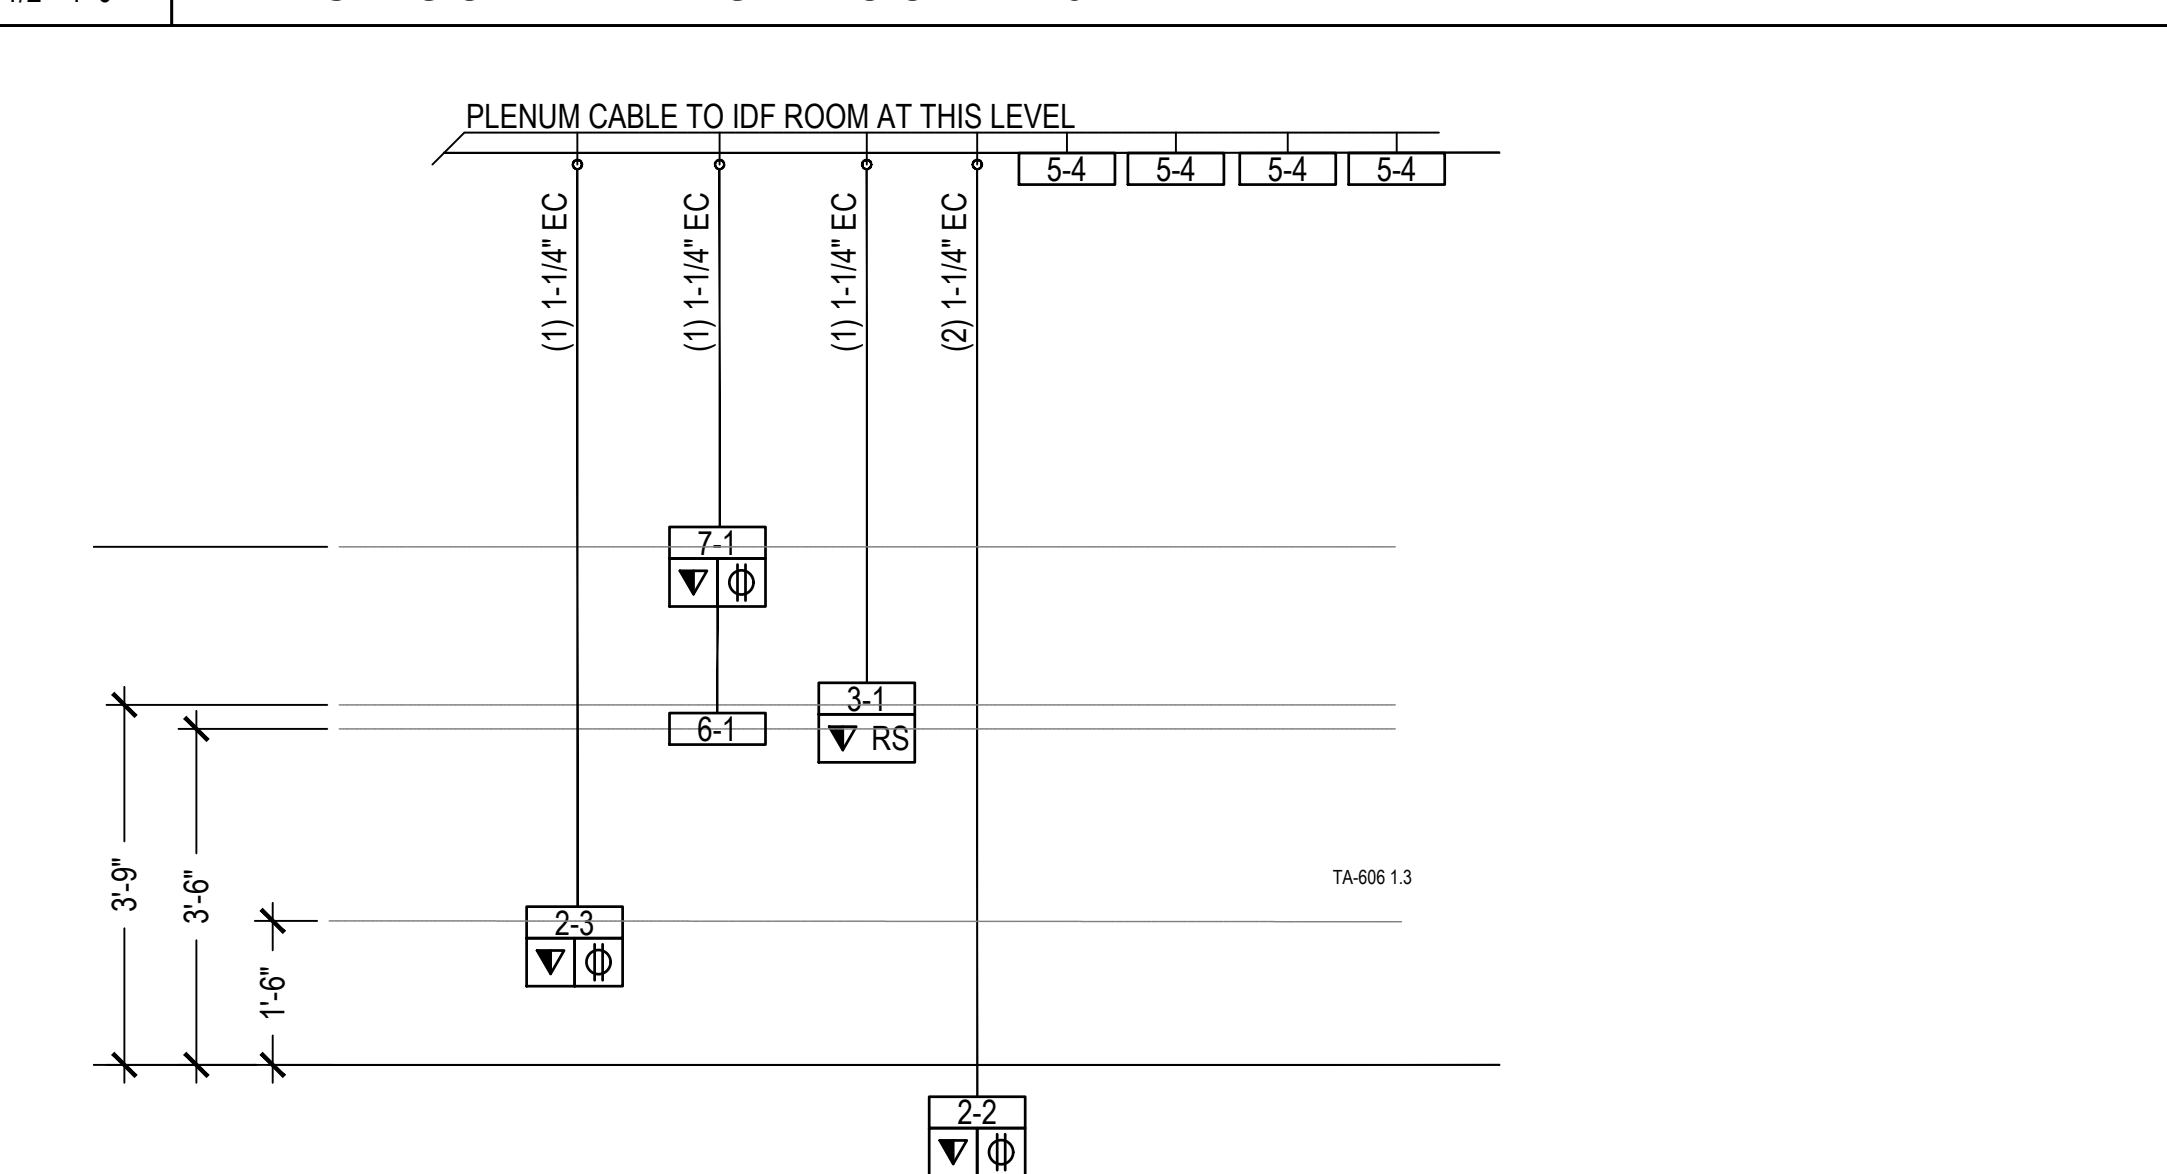 PLENUM CABLE TO IDF ROOM AT THIS LEVEL
5-4 5-4 5-4 5-4
(1) 1-1/4" EC
(1) 1-1/4" EC
(1) 1-1/4" EC
(2) 1-1/4" EC
7-1
3-1
6-1
RS
3'-9"
3'-6"
TA-606 1.3
2-3
1'-6"
2-2